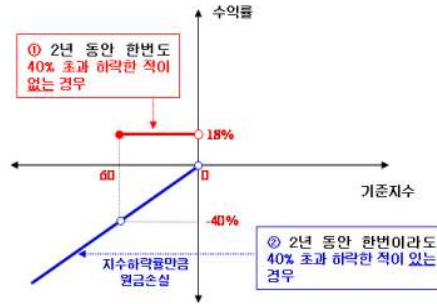 수익률
① 2년 동안 한번도
40% 초과 하락한 적이
없는 경우
18%
60
0
기준지수
-40%
② 2년 동안 한번이라도
40% 초과 하락한 적이 있는
경우
지수하락률만큼
원금손실